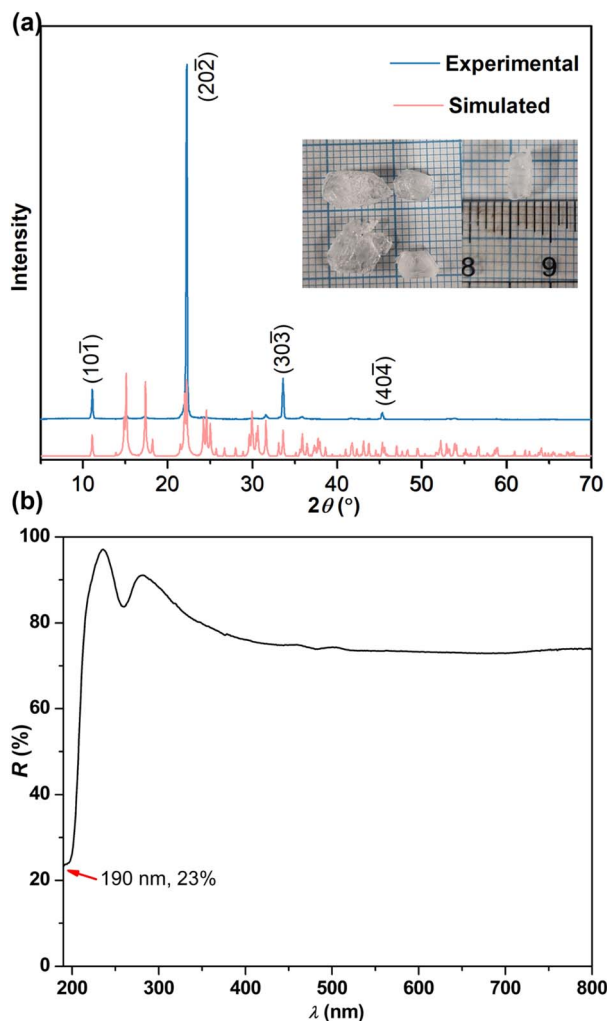 (a)
Experimental
Simulated
(202̅)
(101̅)
(303̅)
(404̅)
8 9
Intensity
10 20 30 40 50 60 70
2θ (°)
(b)
100
80
60
40
20
0
R (%)
190 nm, 23%
200 300 400 500 600 700 800
λ (nm)